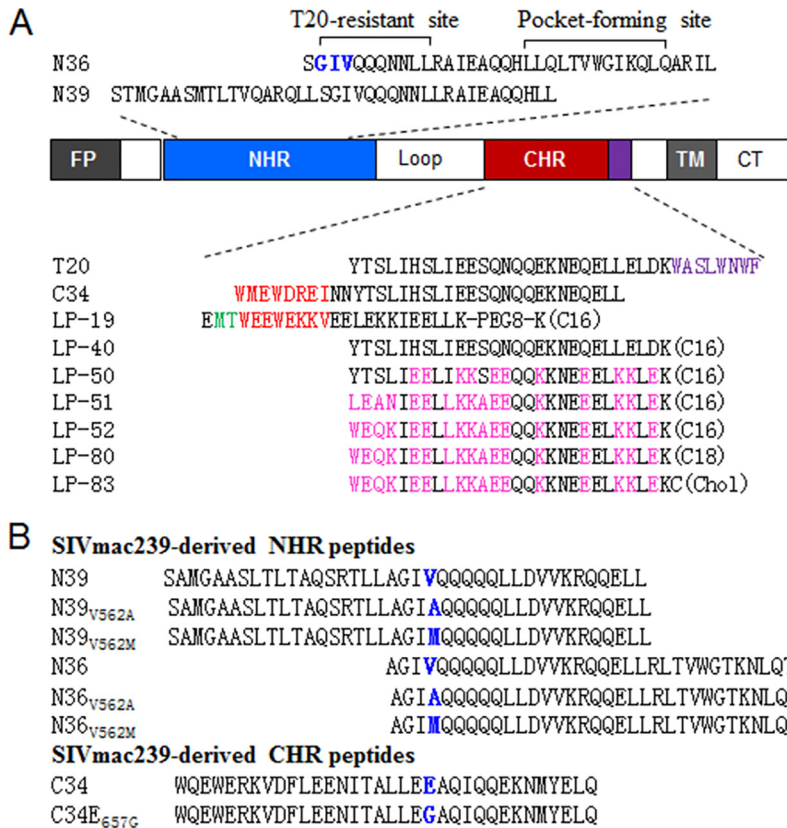 A
T20-resistant site Pocket-forming site
N36 SGIVQQQNNLLRAIEAQQHLLQLTVWGIKQLQARIL
N39 STMGAASMTLTVQARQLLSGIVQQQNNLLRAIEAQQHLL
FP NHR Loop CHR TM CT
T20 YTSLIHSLIEESQNQQEKNEQELLELDKWASLWNWF
C34 WMEWDREINNYTSLIHSLIEESQNQQEKNEQELL
LP-19 EMTWEEWEKKVEELEKKIEELLK-PEG8-K(C16)
LP-40 YTSLIHSLIEESQNQQEKNEQELLELDK(C16)
LP-50 YTSLIEELIKKSEEQQKKNEEELKKLEK(C16)
LP-51 LEANIEELLKKAEEQQKKNEEELKKLEK(C16)
LP-52 WEQKIEELLKKAEEQQKKNEEELKKLEK(C16)
LP-80 WEQKIEELLKKAEEQQKKNEEELKKLEK(C18)
LP-83 WEQKIEELLKKAEEQQKKNEEELKKLEKC(Chol)
B SIVmac239-derived NHR peptides
N39 SAMGAASLTLTAQSRTLLAGIVQQQQQLLDVVKRQQELL
N39V562A SAMGAASLTLTAQSRTLLAGIAQQQQQLLDVVKRQQELL
N39V562M SAMGAASLTLTAQSRTLLAGIMQQQQQLLDVVKRQQELL
N36 AGIVQQQQQLLDVVKRQQELLRLTVWGTKNLQT
N36V562A AGIAQQQQQLLDVVKRQQELLRLTVWGTKNLQ
N36V562M AGIMQQQQQLLDVVKRQQELLRLTVWGTKNLQ
SIVmac239-derived CHR peptides
C34 WQEWERKVDFLEENITALLEEAQIQQEKNMYELQ
C34E657G WQEWERKVDFLEENITALLEGAQIQQEKNMYELQ